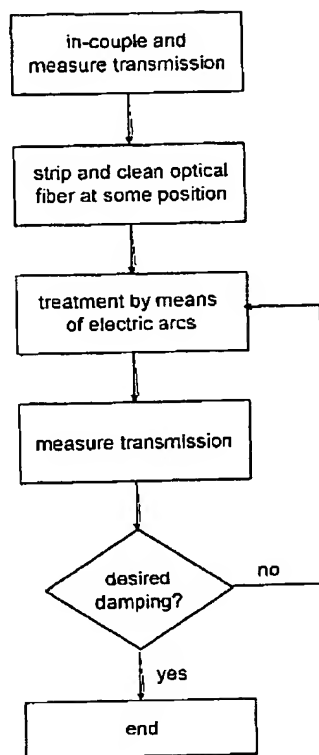 in-couple and
measure transmission
strip and clean optical
fiber at some position
treatment by means
of electric arcs
measure transmission
desired
damping?
no
yes
end